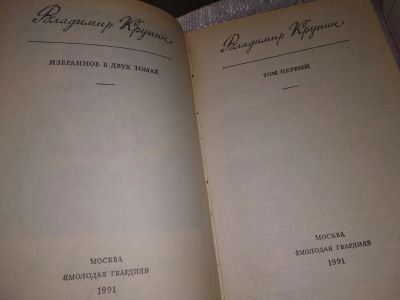 Владимир Крупин
ИЗБРАННОЕ В ДВУХ ТОМАХ
МОСКВА
«МОЛОДАЯ ГВАРДИЯ»
1991
Владимир Крупин
ТОМ ПЕРВЫЙ
МОСКВА
«МОЛОДАЯ ГВАРДИЯ»
1991